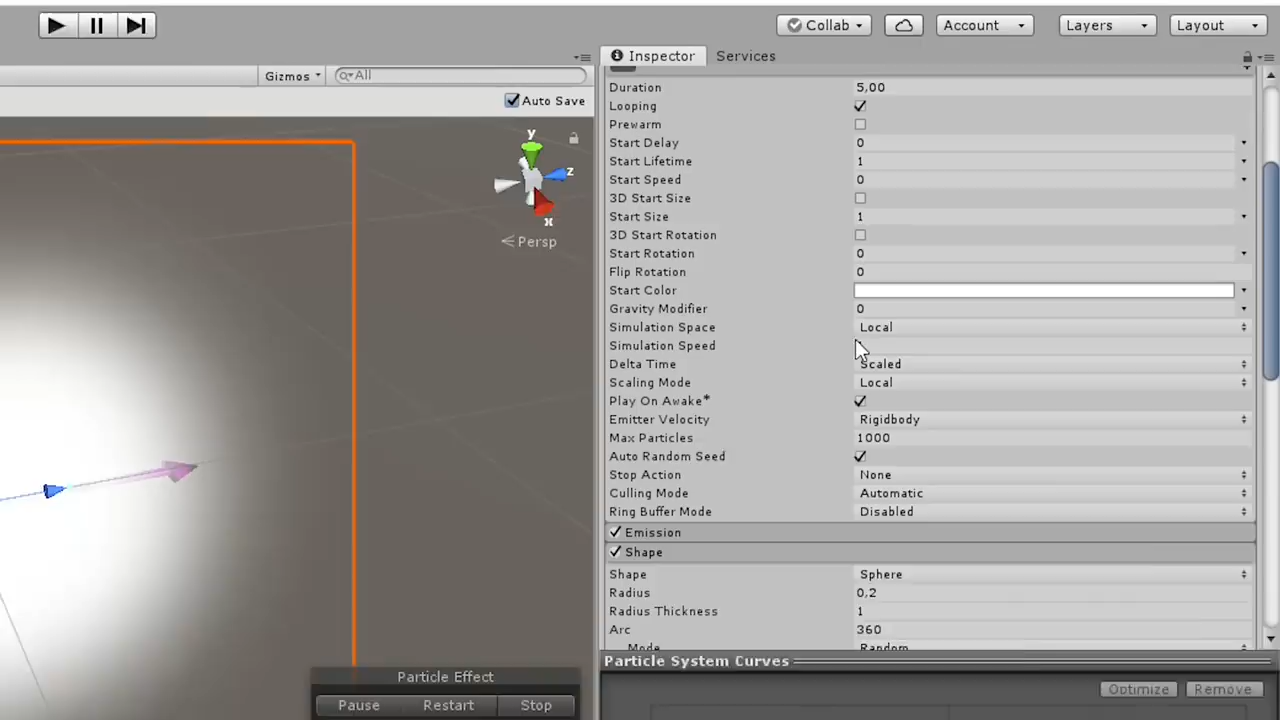 Collab
Account
Layers
Layout
Inspector
Services
Gizmos
All
Auto Save
y
z
x
Persp
Duration 5,00
Looping
Prewarm
Start Delay 0
Start Lifetime 1
Start Speed 0
3D Start Size
Start Size 1
3D Start Rotation
Start Rotation 0
Flip Rotation 0
Start Color
Gravity Modifier 0
Simulation Space Local
Simulation Speed
Delta Time Scaled
Scaling Mode Local
Play On Awake*
Emitter Velocity Rigidbody
Max Particles 1000
Auto Random Seed
Stop Action None
Culling Mode Automatic
Ring Buffer Mode Disabled
Emission
Shape
Shape Sphere
Radius 0,2
Radius Thickness 1
Arc 360
Mode Random
Particle System Curves
Optimize
Remove
Particle Effect
Pause
Restart
Stop